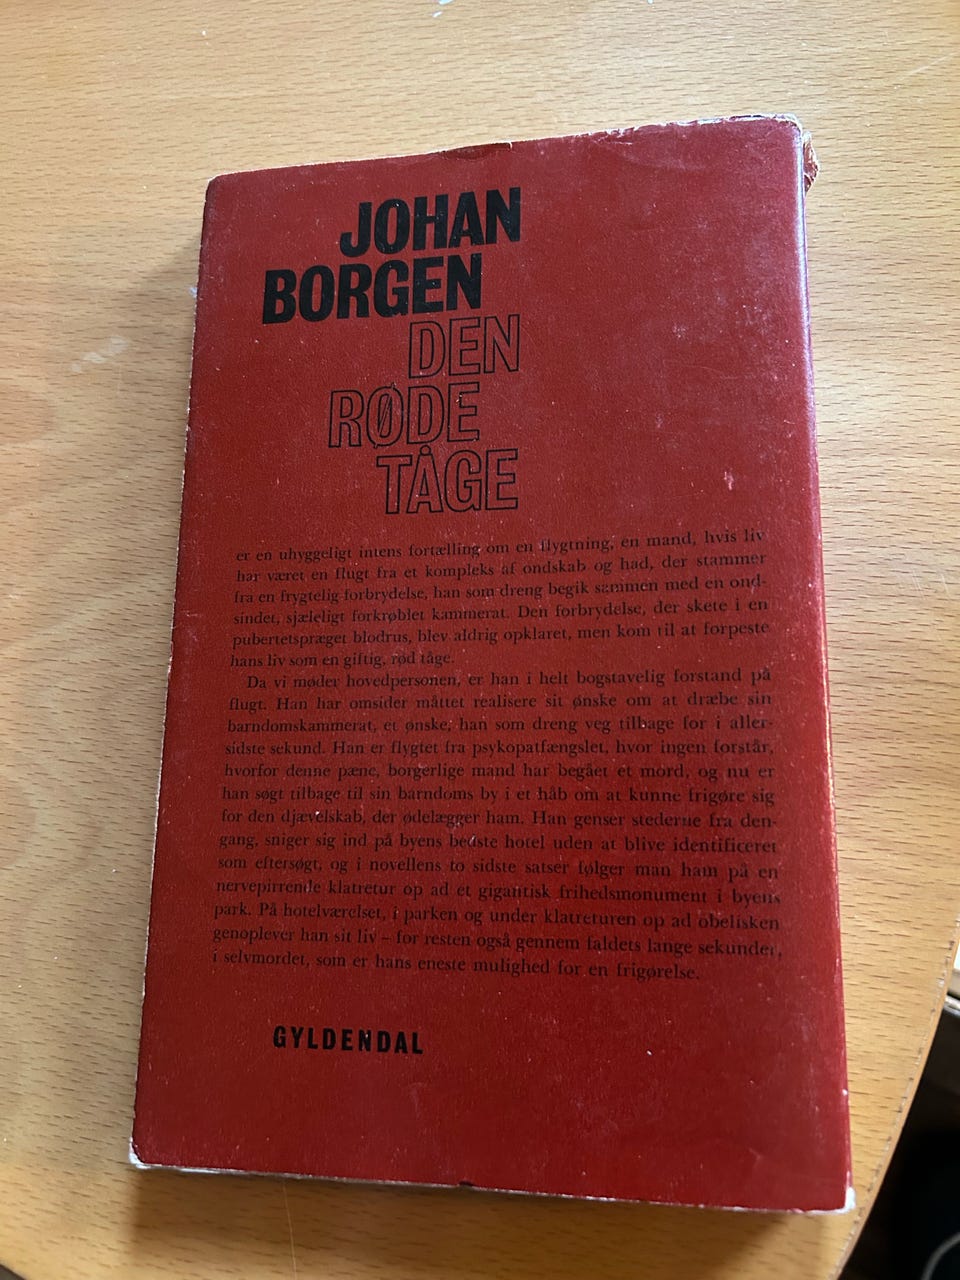 JOHAN
BORGEN
DEN
RØDE
TÅGE
er en uhyggeligt intens fortælling om en flygtning, en mand, hvis liv
har været en flugt fra et kompleks af ondskab og had, der stammer
fra en frygtelig forbrydelse, han som dreng begik sammen med en ond-
sindet, sjæleligt forkrøblet kammerat. Den forbrydelse, der skete i en
pubertetspræget blodrus, blev aldrig opklaret, men kom til at forpeste
hans liv som en giftig, rød tåge.
Da vi møder hovedpersonen, er han i helt bogstavelig forstand på
flugt. Han har omsider måttet realisere sit ønske om at dræbe sin
barndomskammerat, et ønske, han som dreng veg tilbage for i aller-
sidste sekund. Han er flygtet fra psykopatfængslet, hvor ingen forstår,
hvorfor denne pæne, borgerlige mand har begået et mord, og nu er
han søgt tilbage til sin barndoms by i et håb om at kunne frigøre sig
for den djævelskab, der ødelægger ham. Han genser stederne fra den-
gang, sniger sig ind på byens bedste hotel uden at blive identificeret
som eftersøgt, og i novellens to sidste satser følger man ham på en
nervepirrende klatretur op ad et gigantisk frihedsmonument i byens
park. På hotelværelset, i parken og under klatreturen op ad obelisken
genoplever han sit liv – for resten også gennem faldets lange sekunder,
i selvmordet, som er hans eneste mulighed for en frigørelse.
GYLDENDAL